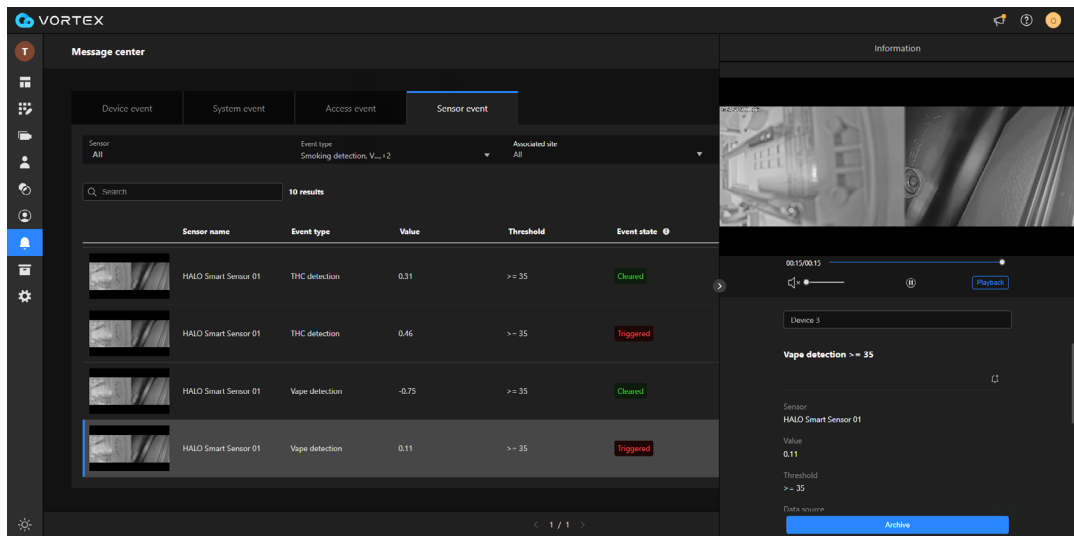 VORTEX
T
Message center
Information
Device event
System event
Access event
Sensor event
Sensor
All
Event type
Smoking detection, V..., +2
Associated site
All
Search
10 results
Sensor name Event type Value Threshold Event state
HALO Smart Sensor 01 THC detection 0.31 >= 35 Cleared
HALO Smart Sensor 01 THC detection 0.46 >= 35 Triggered
HALO Smart Sensor 01 Vape detection -0.75 >= 35 Cleared
HALO Smart Sensor 01 Vape detection 0.11 >= 35 Triggered
< 1 / 1 >
00:15/00:15
Playback
Device 3
Vape detection >= 35
Sensor
HALO Smart Sensor 01
Value
0.11
Threshold
>= 35
Data source
Archive